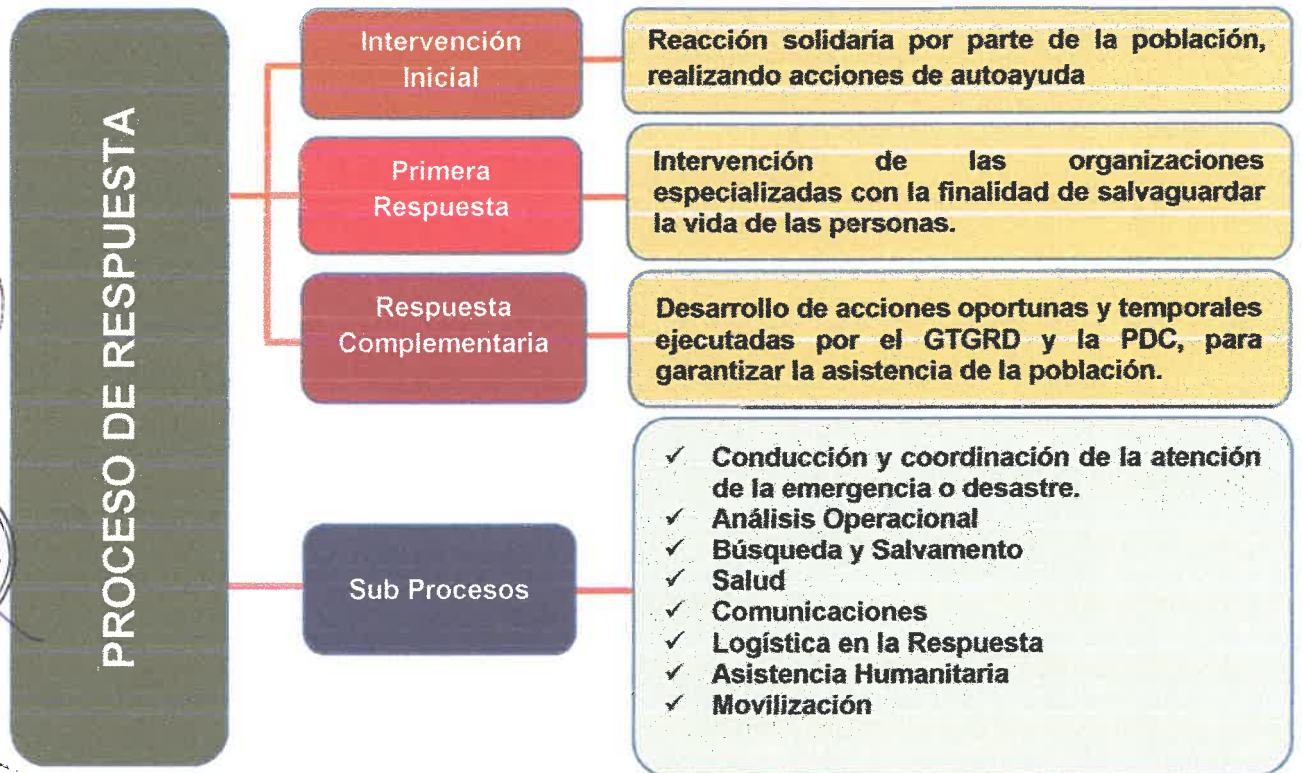 PROCESO DE RESPUESTA
Intervención
Inicial
Reacción solidaria por parte de la población,
realizando acciones de autoayuda
Primera
Respuesta
Intervención de las organizaciones
especializadas con la finalidad de salvaguardar
la vida de las personas.
Respuesta
Complementaria
Desarrollo de acciones oportunas y temporales
ejecutadas por el GTGRD y la PDC, para
garantizar la asistencia de la población.
Sub Procesos
✓ Conducción y coordinación de la atención
de la emergencia o desastre.
✓ Análisis Operacional
✓ Búsqueda y Salvamento
✓ Salud
✓ Comunicaciones
✓ Logística en la Respuesta
✓ Asistencia Humanitaria
✓ Movilización